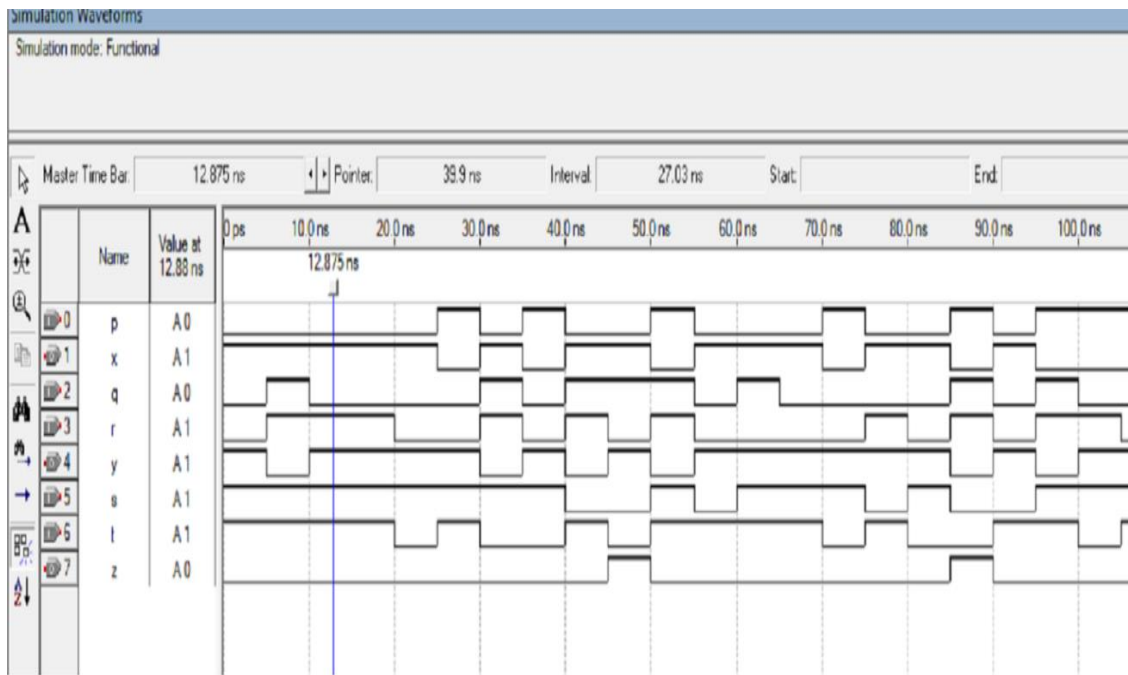 Simulation Waveforms
Simulation mode: Functional
Master Time Bar: 12.875 ns Pointer: 39.9 ns Interval: 27.03 ns Start: End:
A
Name Value at 12.88 ns 0 ps 10.0 ns 20.0 ns 30.0 ns 40.0 ns 50.0 ns 60.0 ns 70.0 ns 80.0 ns 90.0 ns 100.0 ns
12.875 ns
0 p A 0
1 x A 1
2 q A 0
3 r A 1
4 y A 1
5 s A 1
6 t A 1
7 z A 0